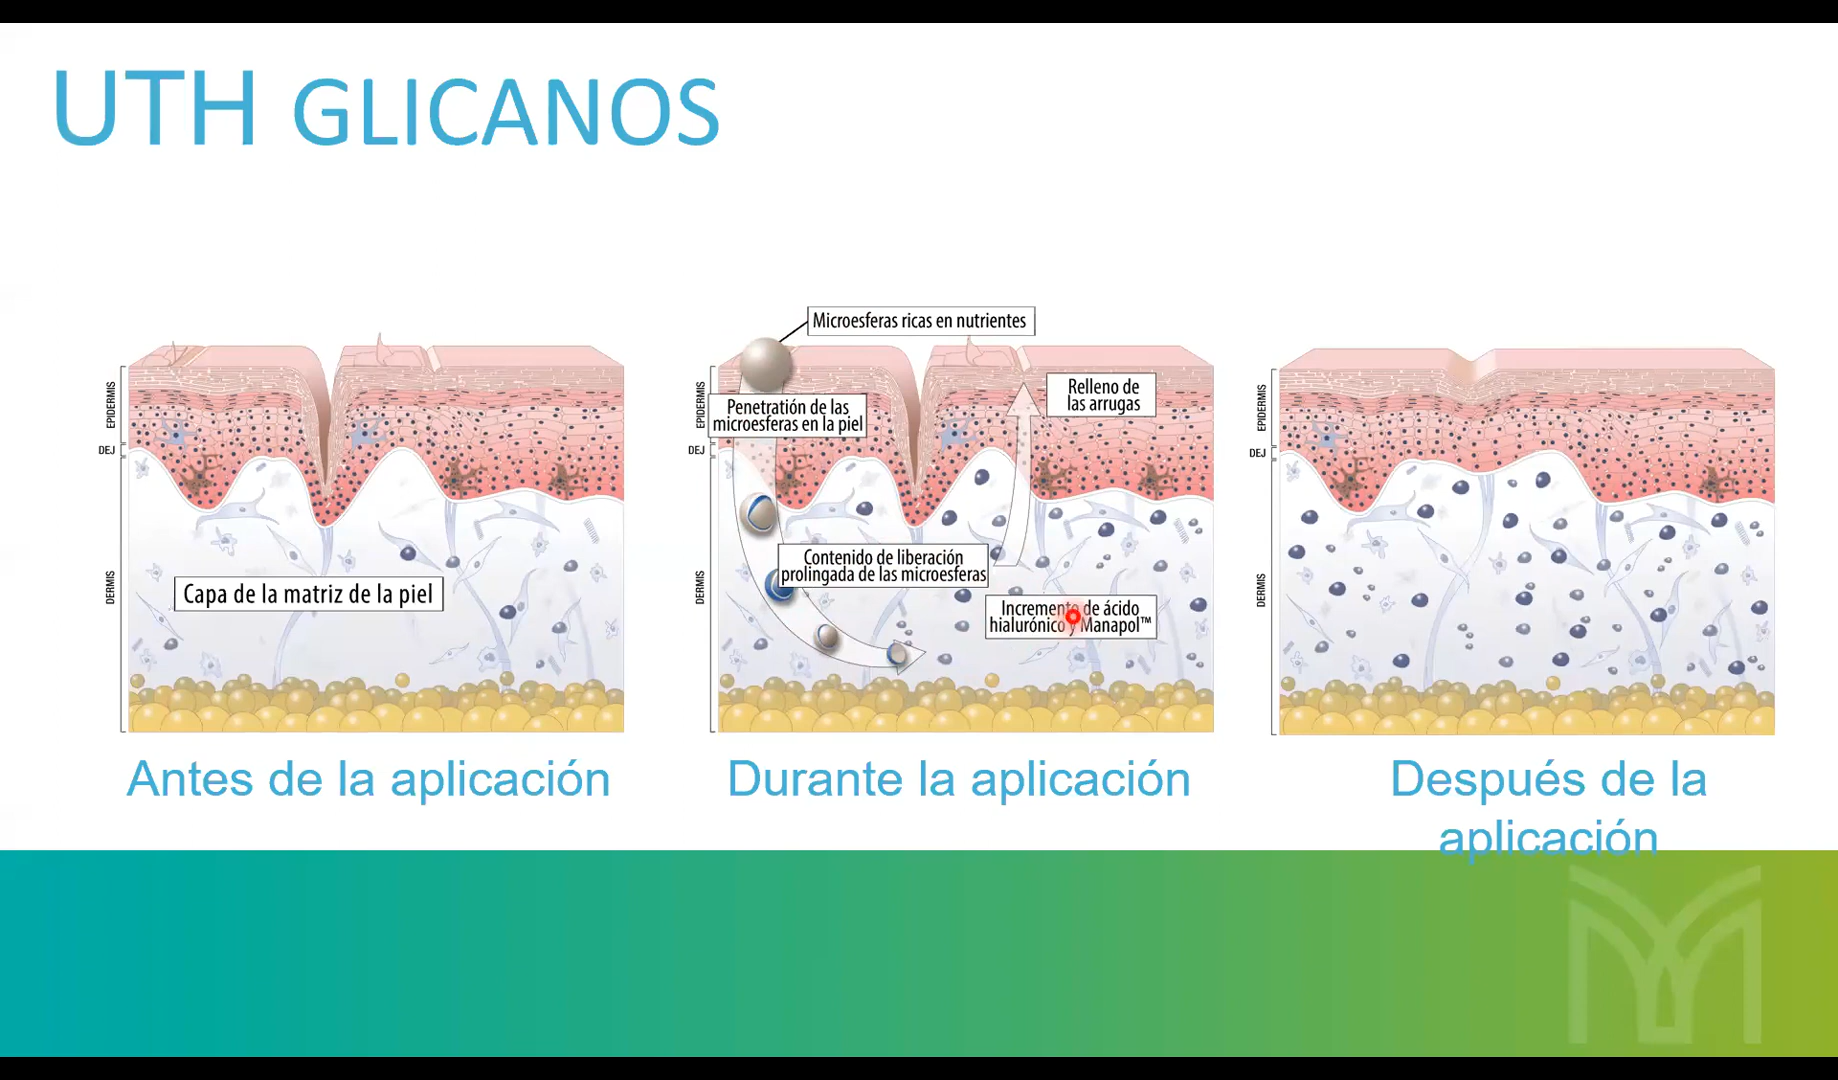 UTH GLICANOS
EPIDERMIS
DEJ
DERMIS
Capa de la matriz de la piel
Antes de la aplicación
Microesferas ricas en nutrientes
EPIDERMIS
DEJ
DERMIS
Penetratión de las
microesferas en la piel
Relleno de
las arrugas
Contenido de liberación
prolingada de las microesferas
Incremento de ácido
hialurónico y Manapol™
Durante la aplicación
EPIDERMIS
DEJ
DERMIS
Después de la
aplicación